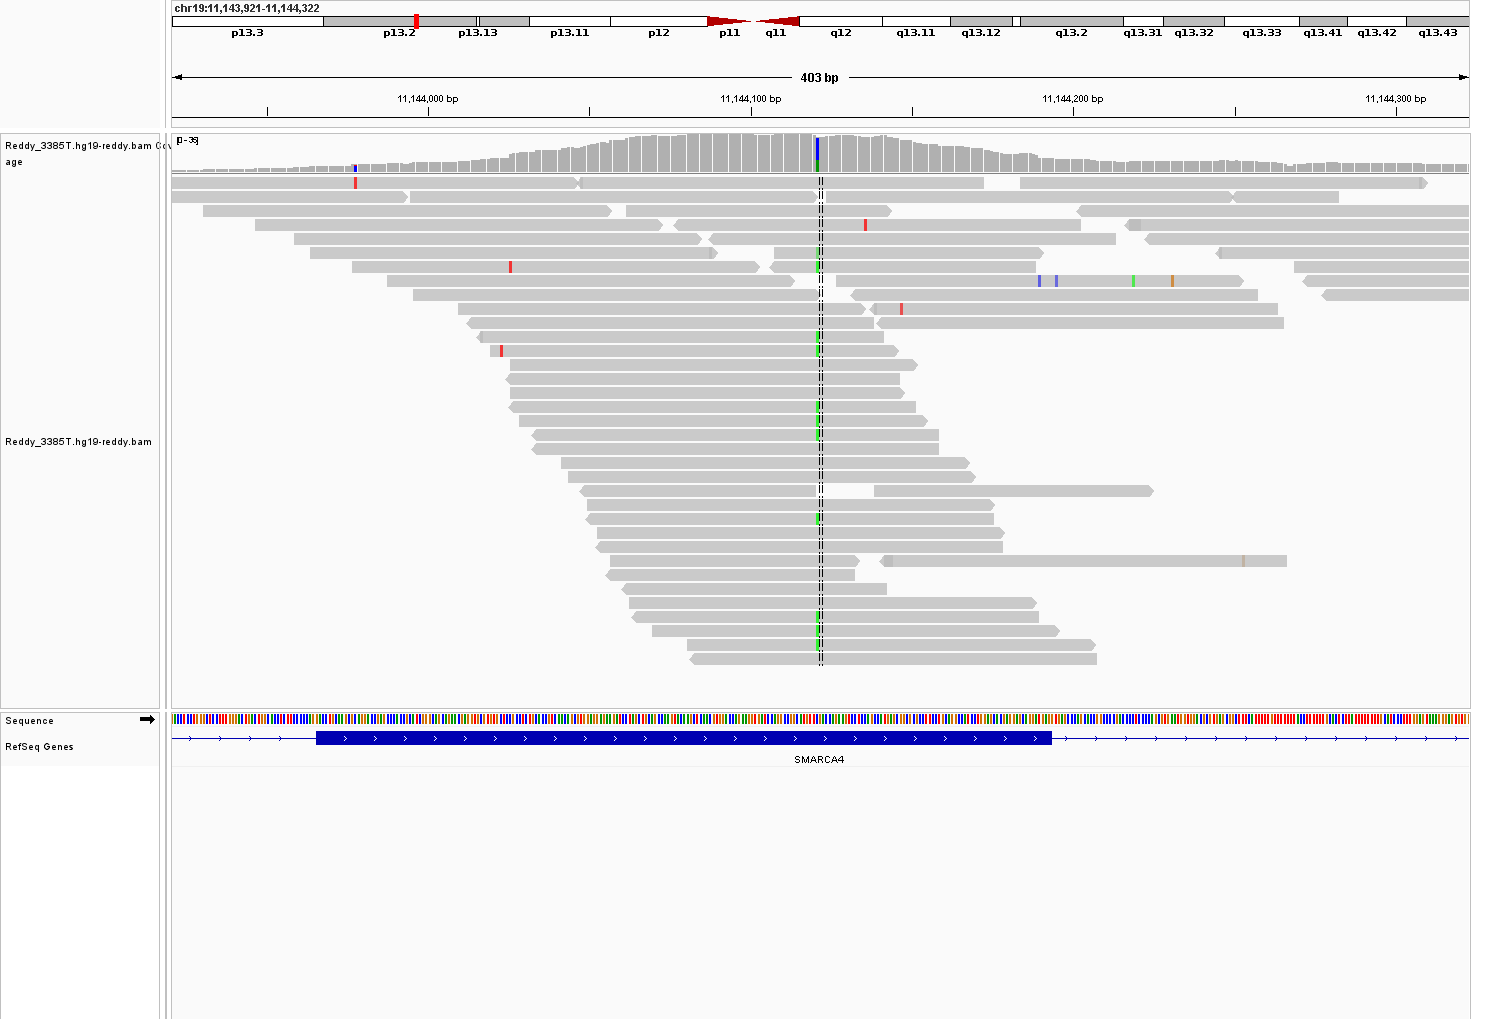 chr19:11,143,921-11,144,322
p13.3 p13.2 p13.13 p13.11 p12 p11 q11 q12 q13.11 q13.12 q13.2 q13.31 q13.32 q13.33 q13.41 q13.42 q13.43
403 bp
11,144,000 bp 11,144,100 bp 11,144,200 bp 11,144,300 bp
Reddy_3385T.hg19-reddy.bam Cov
age
Reddy_3385T.hg19-reddy.bam
Sequence
RefSeq Genes
SMARCA4